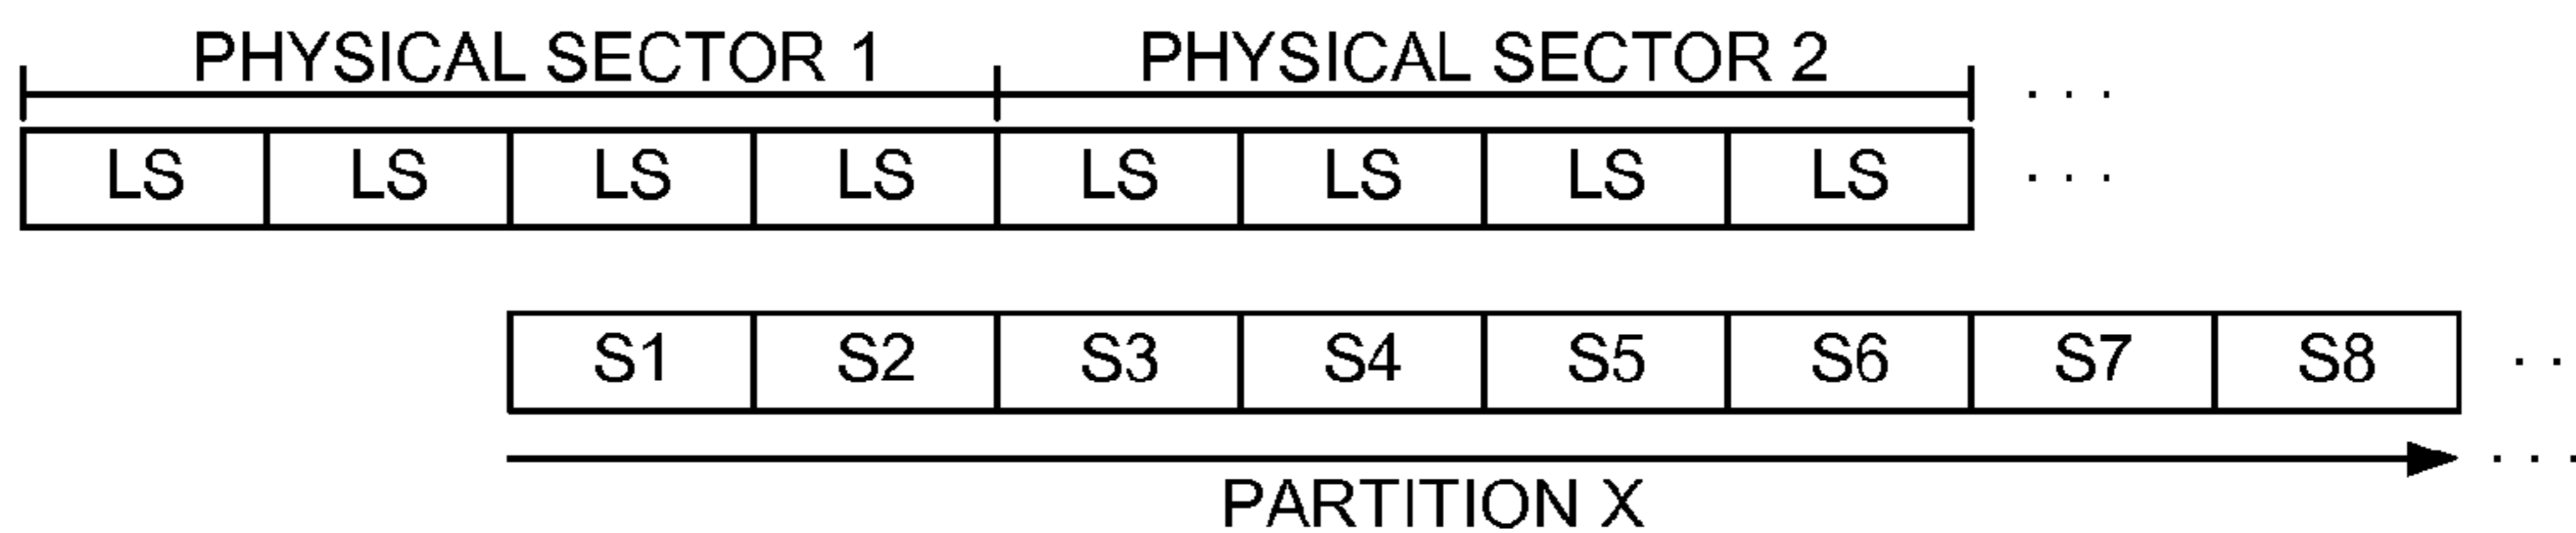 PHYSICAL SECTOR 1 PHYSICAL SECTOR 2 . . .
LS LS LS LS LS LS LS LS . . .
S1 S2 S3 S4 S5 S6 S7 S8 . .
. . .
PARTITION X